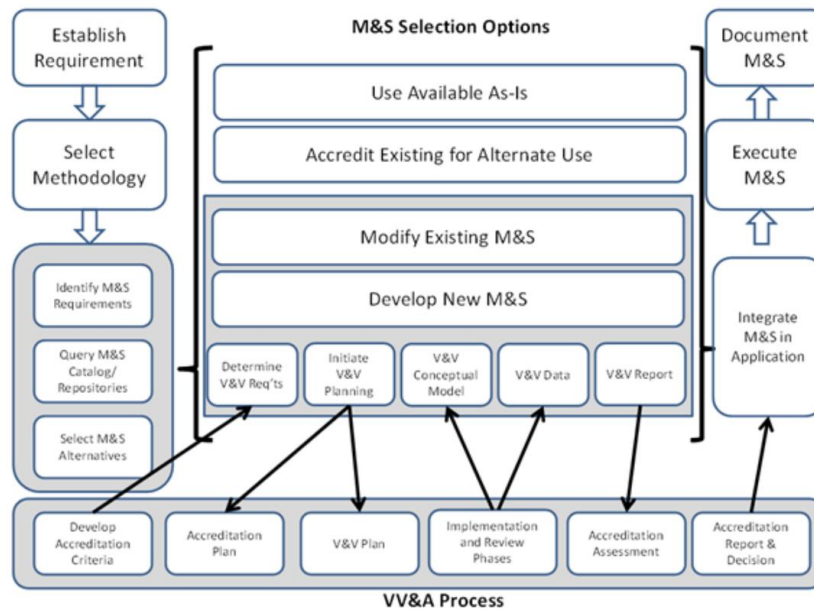 M&S Selection Options
Establish
Requirement
Select
Methodology
Identify M&S
Requirements
Query M&S
Catalog/
Repositories
Select M&S
Alternatives
Use Available As-Is
Accredit Existing for Alternate Use
Modify Existing M&S
Develop New M&S
Determine
V&V Req'ts
Initiate
V&V
Planning
V&V
Conceptual
Model
V&V Data
V&V Report
Document
M&S
Execute
M&S
Integrate
M&S in
Application
Develop
Accreditation
Criteria
Accreditation
Plan
V&V Plan
Implementation
and Review
Phases
Accreditation
Assessment
Accreditation
Report &
Decision
VV&A Process